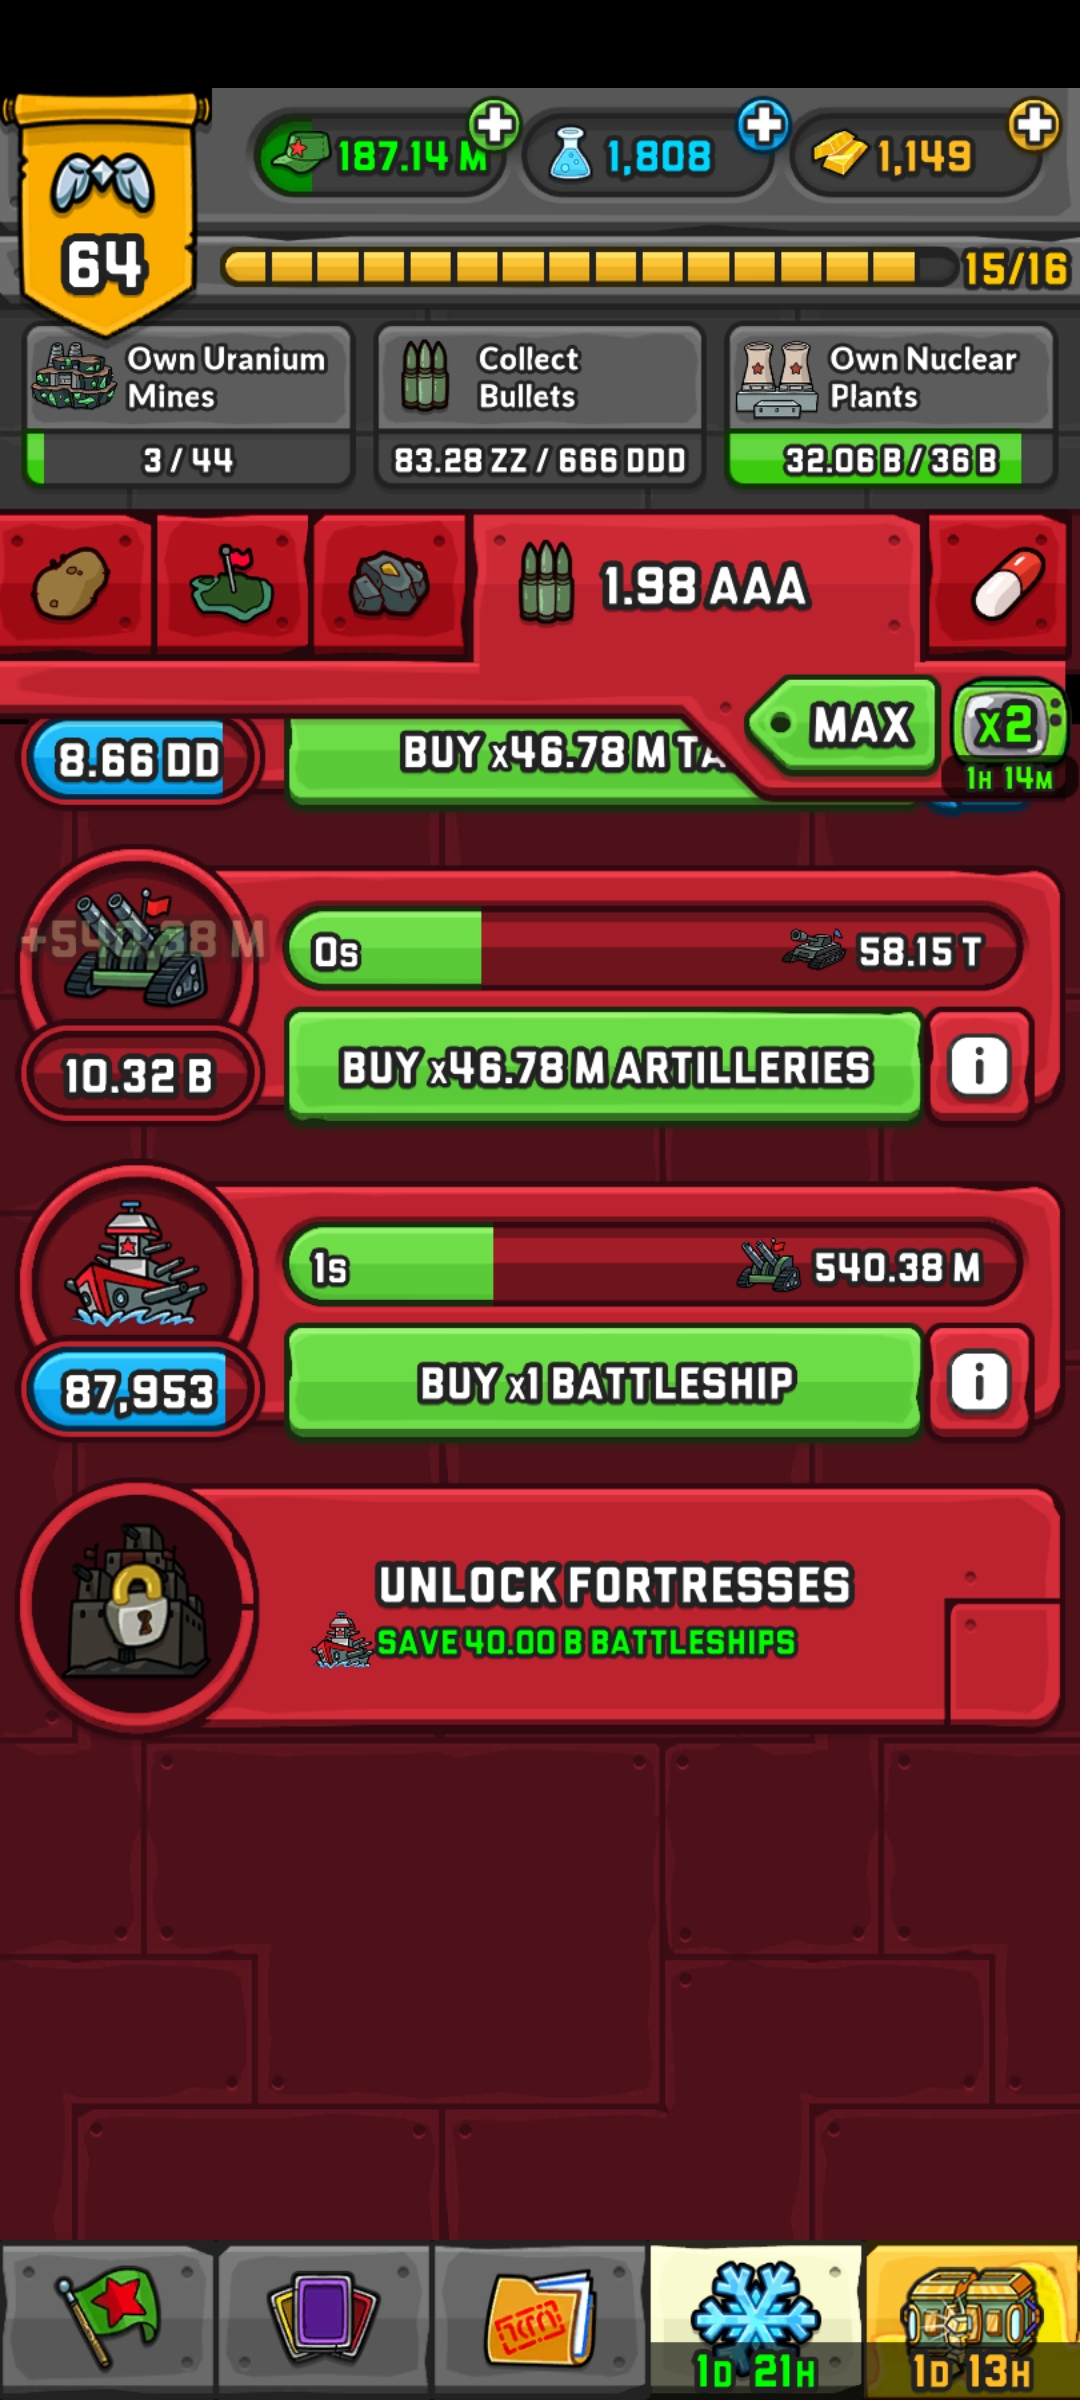 187.14 M
1,808
1,149
64
15/16
Own Uranium
Mines
Collect
Bullets
Own Nuclear
Plants
3 / 44
83.28 ZZ / 666 DDD
32.06 B / 36 B
1.98 AAA
MAX
x2
1H 14M
8.66 DD
BUY x46.78 M TA
+540.38 M
0s
58.15 T
10.32 B
BUY x46.78 M ARTILLERIES
i
1s
540.38 M
87,953
BUY x1 BATTLESHIP
i
UNLOCK FORTRESSES
SAVE 40.00 B BATTLESHIPS
1D 21H
1D 13H